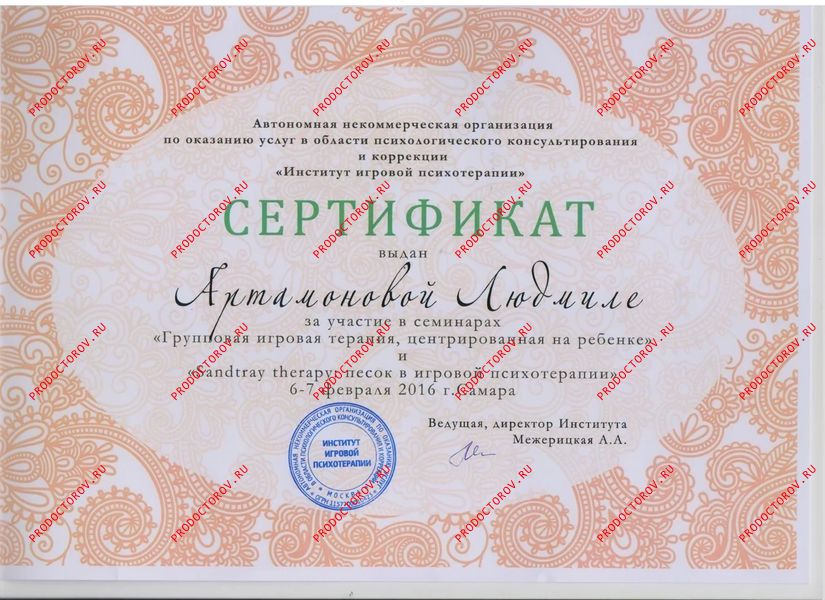 Автономная некоммерческая организация
по оказанию услуг в области психологического консультирования
и коррекции
«Институт игровой психотерапии»
СЕРТИФИКАТ
выдан
Артамоновой Людмиле
за участие в семинарах
«Групповая игровая терапия, центрированная на ребенке»
и
«Sandtray therapy: песок в игровой психотерапии»
6-7 февраля 2016 г.Самара
Ведущая, директор Института
Межерицкая А.А.
ИНСТИТУТ
ИГРОВОЙ
ПСИХОТЕРАПИИ
МОСКВА
PRODOCTOROV.RU